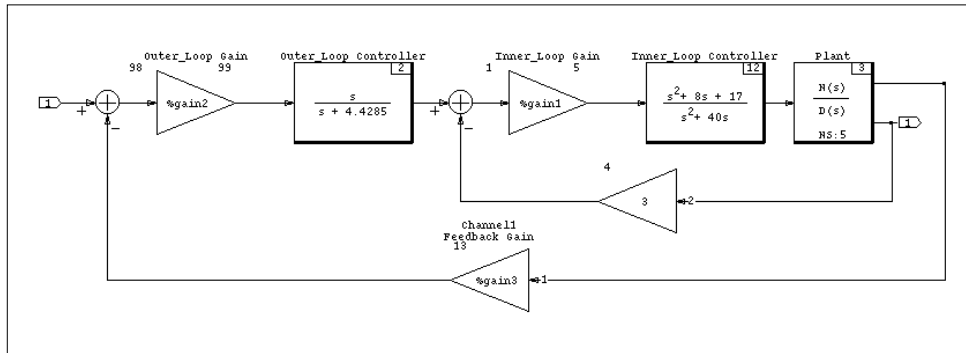 Outer_Loop Gain
98
99
%gain2
Outer_Loop Controller
2
s
s + 4.4285
Inner_Loop Gain
1
5
%gain1
Inner_Loop Controller
12
s² + 8s + 17
s² + 40s
Plant
3
N(s)
D(s)
NS:5
1
+
−
+
−
1
4
3
2
Channel1
Feedback Gain
13
%gain3
1